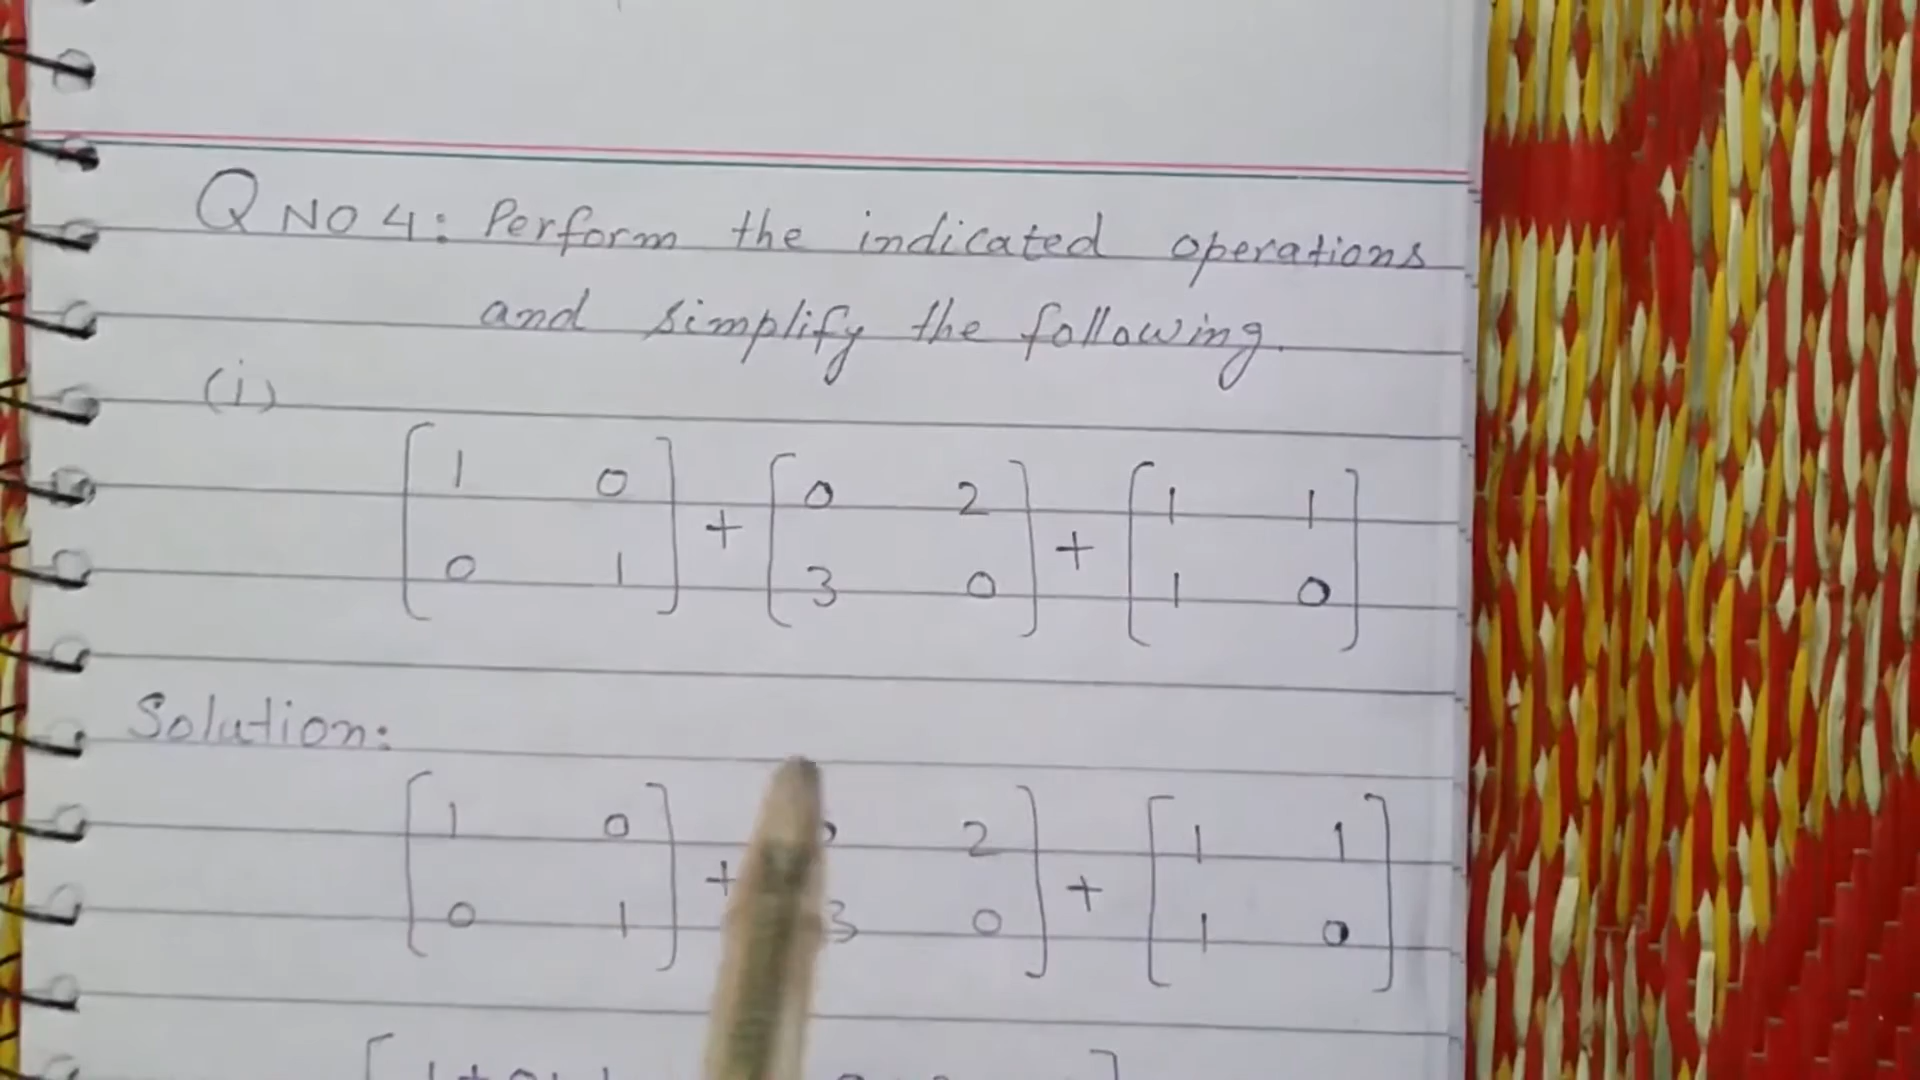 Q NO 4: Perform the indicated operations
and simplify the following.
(i)
[1 0] + [0 2] + [1 1]
[0 1] [3 0] [1 0]
Solution:
[1 0] + 2] + [1 1]
[0 1] 3 0] [1 0]